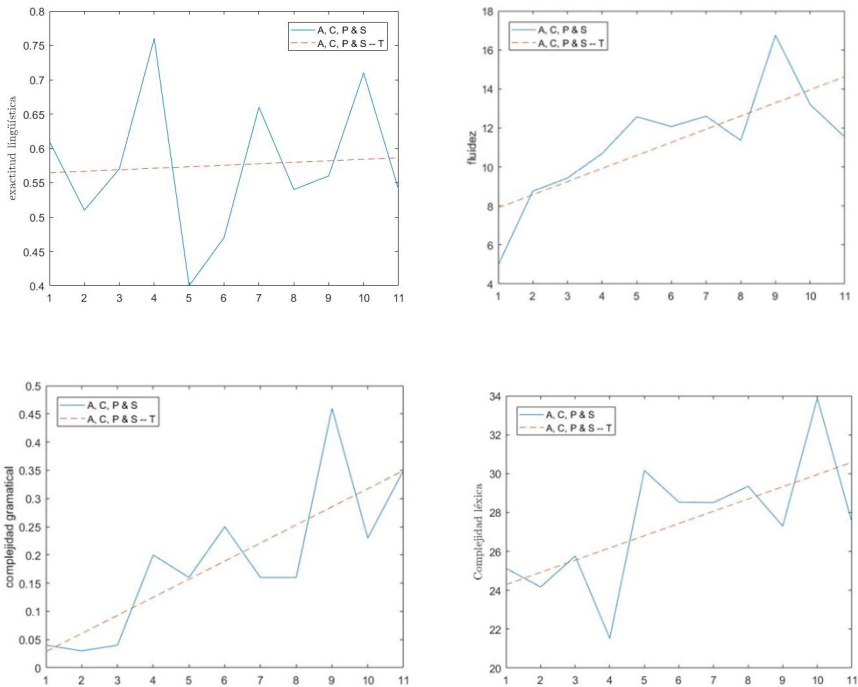 exactitud lingüística
0.8
0.75
0.7
0.65
0.6
0.55
0.5
0.45
0.4
1 2 3 4 5 6 7 8 9 10 11
A, C, P & S
A, C, P & S -- T
fluidez
18
16
14
12
10
8
6
4
1 2 3 4 5 6 7 8 9 10 11
A, C, P & S
A, C, P & S -- T
complejidad gramatical
0.5
0.45
0.4
0.35
0.3
0.25
0.2
0.15
0.1
0.05
0
1 2 3 4 5 6 7 8 9 10 11
A, C, P & S
A, C, P & S -- T
Complejidad léxica
34
32
30
28
26
24
22
20
1 2 3 4 5 6 7 8 9 10 11
A, C, P & S
A, C, P & S -- T